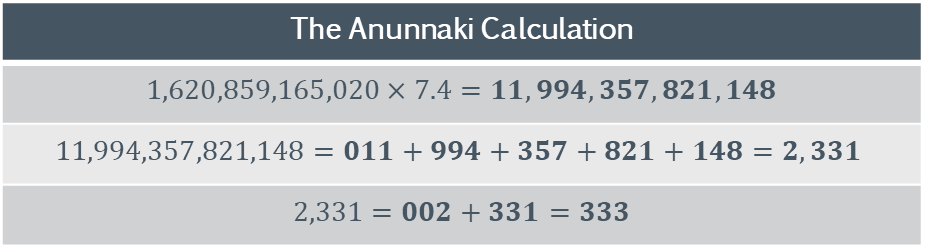 The Anunnaki Calculation
1,620,859,165,020 × 7.4 = 11, 994, 357, 821, 148
11,994,357,821,148 = 011 + 994 + 357 + 821 + 148 = 2, 331
2,331 = 002 + 331 = 333